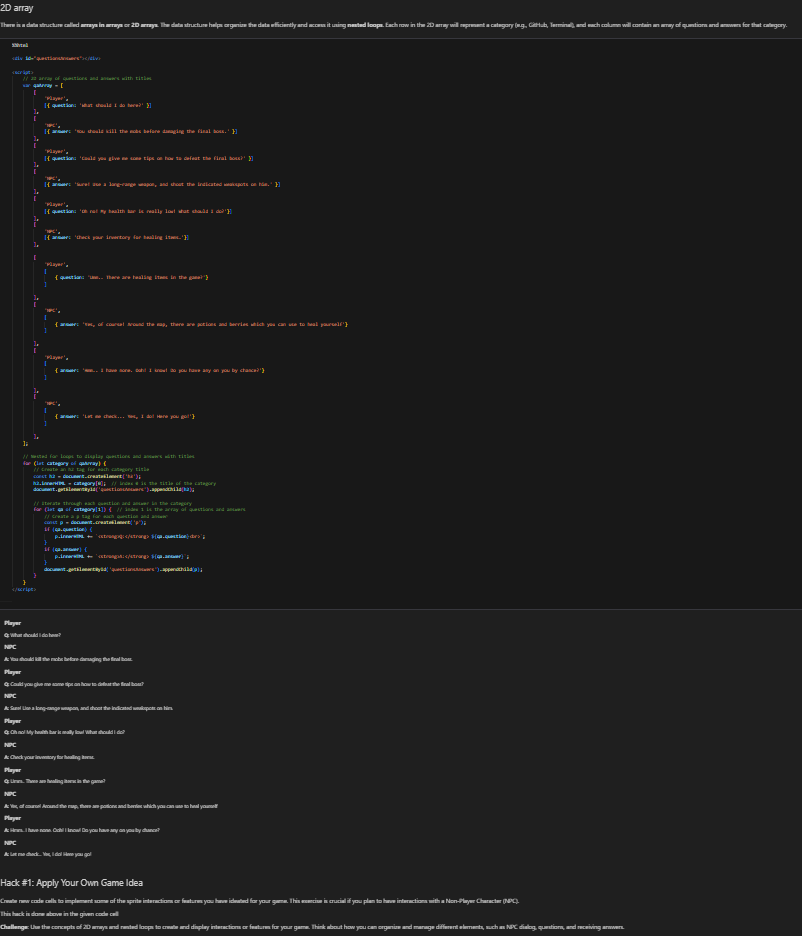 2D array
There is a data structure called arrays in arrays or 2D arrays. The data structure helps organize the data efficiently and access it using nested loops. Each row in the 2D array will represent a category (e.g., GitHub, Terminal), and each column will contain an array of questions and answers for that category.
%%html
<div id="questionsAnswers"></div>
<script>
// 2D array of questions and answers with titles
var qaArray = [
[
'Player',
[{ question: 'What should I do here?' }]
],
[
'NPC',
[{ answer: 'You should kill the mobs before damaging the final boss.' }]
],
[
'Player',
[{ question: 'Could you give me some tips on how to defeat the final boss?' }]
],
[
'NPC',
[{ answer: 'Sure! Use a long-range weapon, and shoot the indicated weakspots on him.' }]
],
[
'Player',
[{ question: 'Oh no! My health bar is really low! What should I do?'}]
],
[
'NPC',
[{ answer: 'Check your inventory for healing items.'}]
],
[
'Player',
[
{ question: 'Umm.. There are healing items in the game?'}
]
],
[
'NPC',
[
{ answer: 'Yes, of course! Around the map, there are potions and berries which you can use to heal yourself'}
]
],
[
'Player',
[
{ answer: 'Hmm.. I have none. Ooh! I know! Do you have any on you by chance?'}
]
],
[
'NPC',
[
{ answer: 'Let me check... Yes, I do! Here you go!'}
]
],
];
// Nested for loops to display questions and answers with titles
for (let category of qaArray) {
// Create an h2 tag for each category title
const h2 = document.createElement('h2');
h2.innerHTML = category[0]; // index 0 is the title of the category
document.getElementById('questionsAnswers').appendChild(h2);
// Iterate through each question and answer in the category
for (let qa of category[1]) { // index 1 is the array of questions and answers
// Create a p tag for each question and answer
const p = document.createElement('p');
if (qa.question) {
p.innerHTML += `<strong>Q:</strong> ${qa.question}<br>`;
}
if (qa.answer) {
p.innerHTML += `<strong>A:</strong> ${qa.answer}`;
}
document.getElementById('questionsAnswers').appendChild(p);
}
}
</script>
Player
Q: What should I do here?
NPC
A: You should kill the mobs before damaging the final boss.
Player
Q: Could you give me some tips on how to defeat the final boss?
NPC
A: Sure! Use a long-range weapon, and shoot the indicated weakspots on him.
Player
Q: Oh no! My health bar is really low! What should I do?
NPC
A: Check your inventory for healing items.
Player
Q: Umm.. There are healing items in the game?
NPC
A: Yes, of course! Around the map, there are potions and berries which you can use to heal yourself
Player
A: Hmm.. I have none. Ooh! I know! Do you have any on you by chance?
NPC
A: Let me check... Yes, I do! Here you go!
Hack #1: Apply Your Own Game Idea
Create new code cells to implement some of the sprite interactions or features you have ideated for your game. This exercise is crucial if you plan to have interactions with a Non-Player Character (NPC).
This hack is done above in the given code cell
Challenge: Use the concepts of 2D arrays and nested loops to create and display interactions or features for your game. Think about how you can organize and manage different elements, such as NPC dialog, questions, and receiving answers.